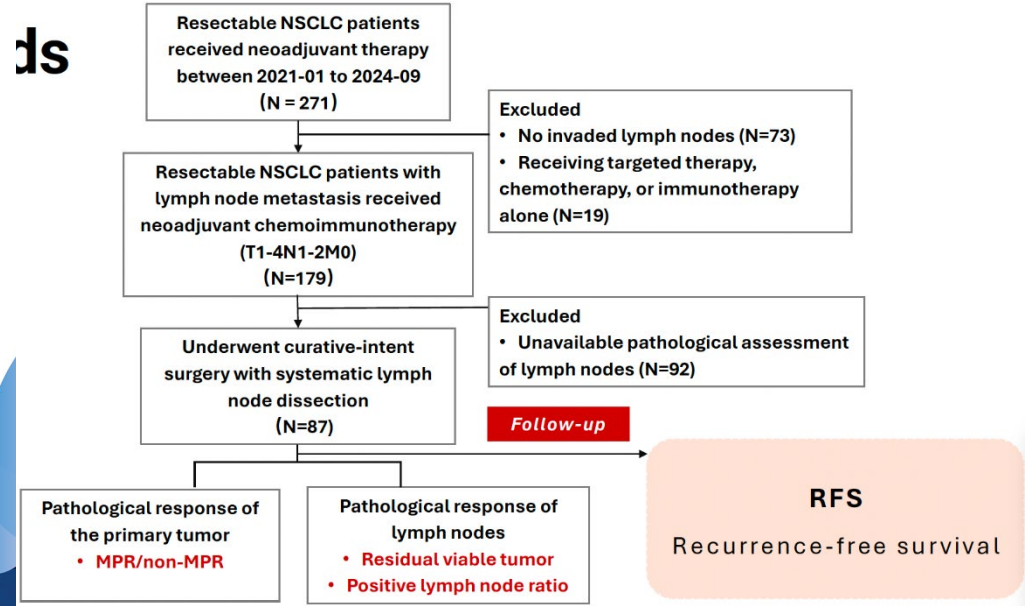 ds
Resectable NSCLC patients
received neoadjuvant therapy
between 2021-01 to 2024-09
(N = 271)
Excluded
• No invaded lymph nodes (N=73)
• Receiving targeted therapy,
chemotherapy, or immunotherapy
alone (N=19)
Resectable NSCLC patients with
lymph node metastasis received
neoadjuvant chemoimmunotherapy
(T1-4N1-2M0)
(N=179)
Excluded
• Unavailable pathological assessment
of lymph nodes (N=92)
Underwent curative-intent
surgery with systematic lymph
node dissection
(N=87)
Follow-up
RFS
Recurrence-free survival
Pathological response of
the primary tumor
• MPR/non-MPR
Pathological response of
lymph nodes
• Residual viable tumor
• Positive lymph node ratio